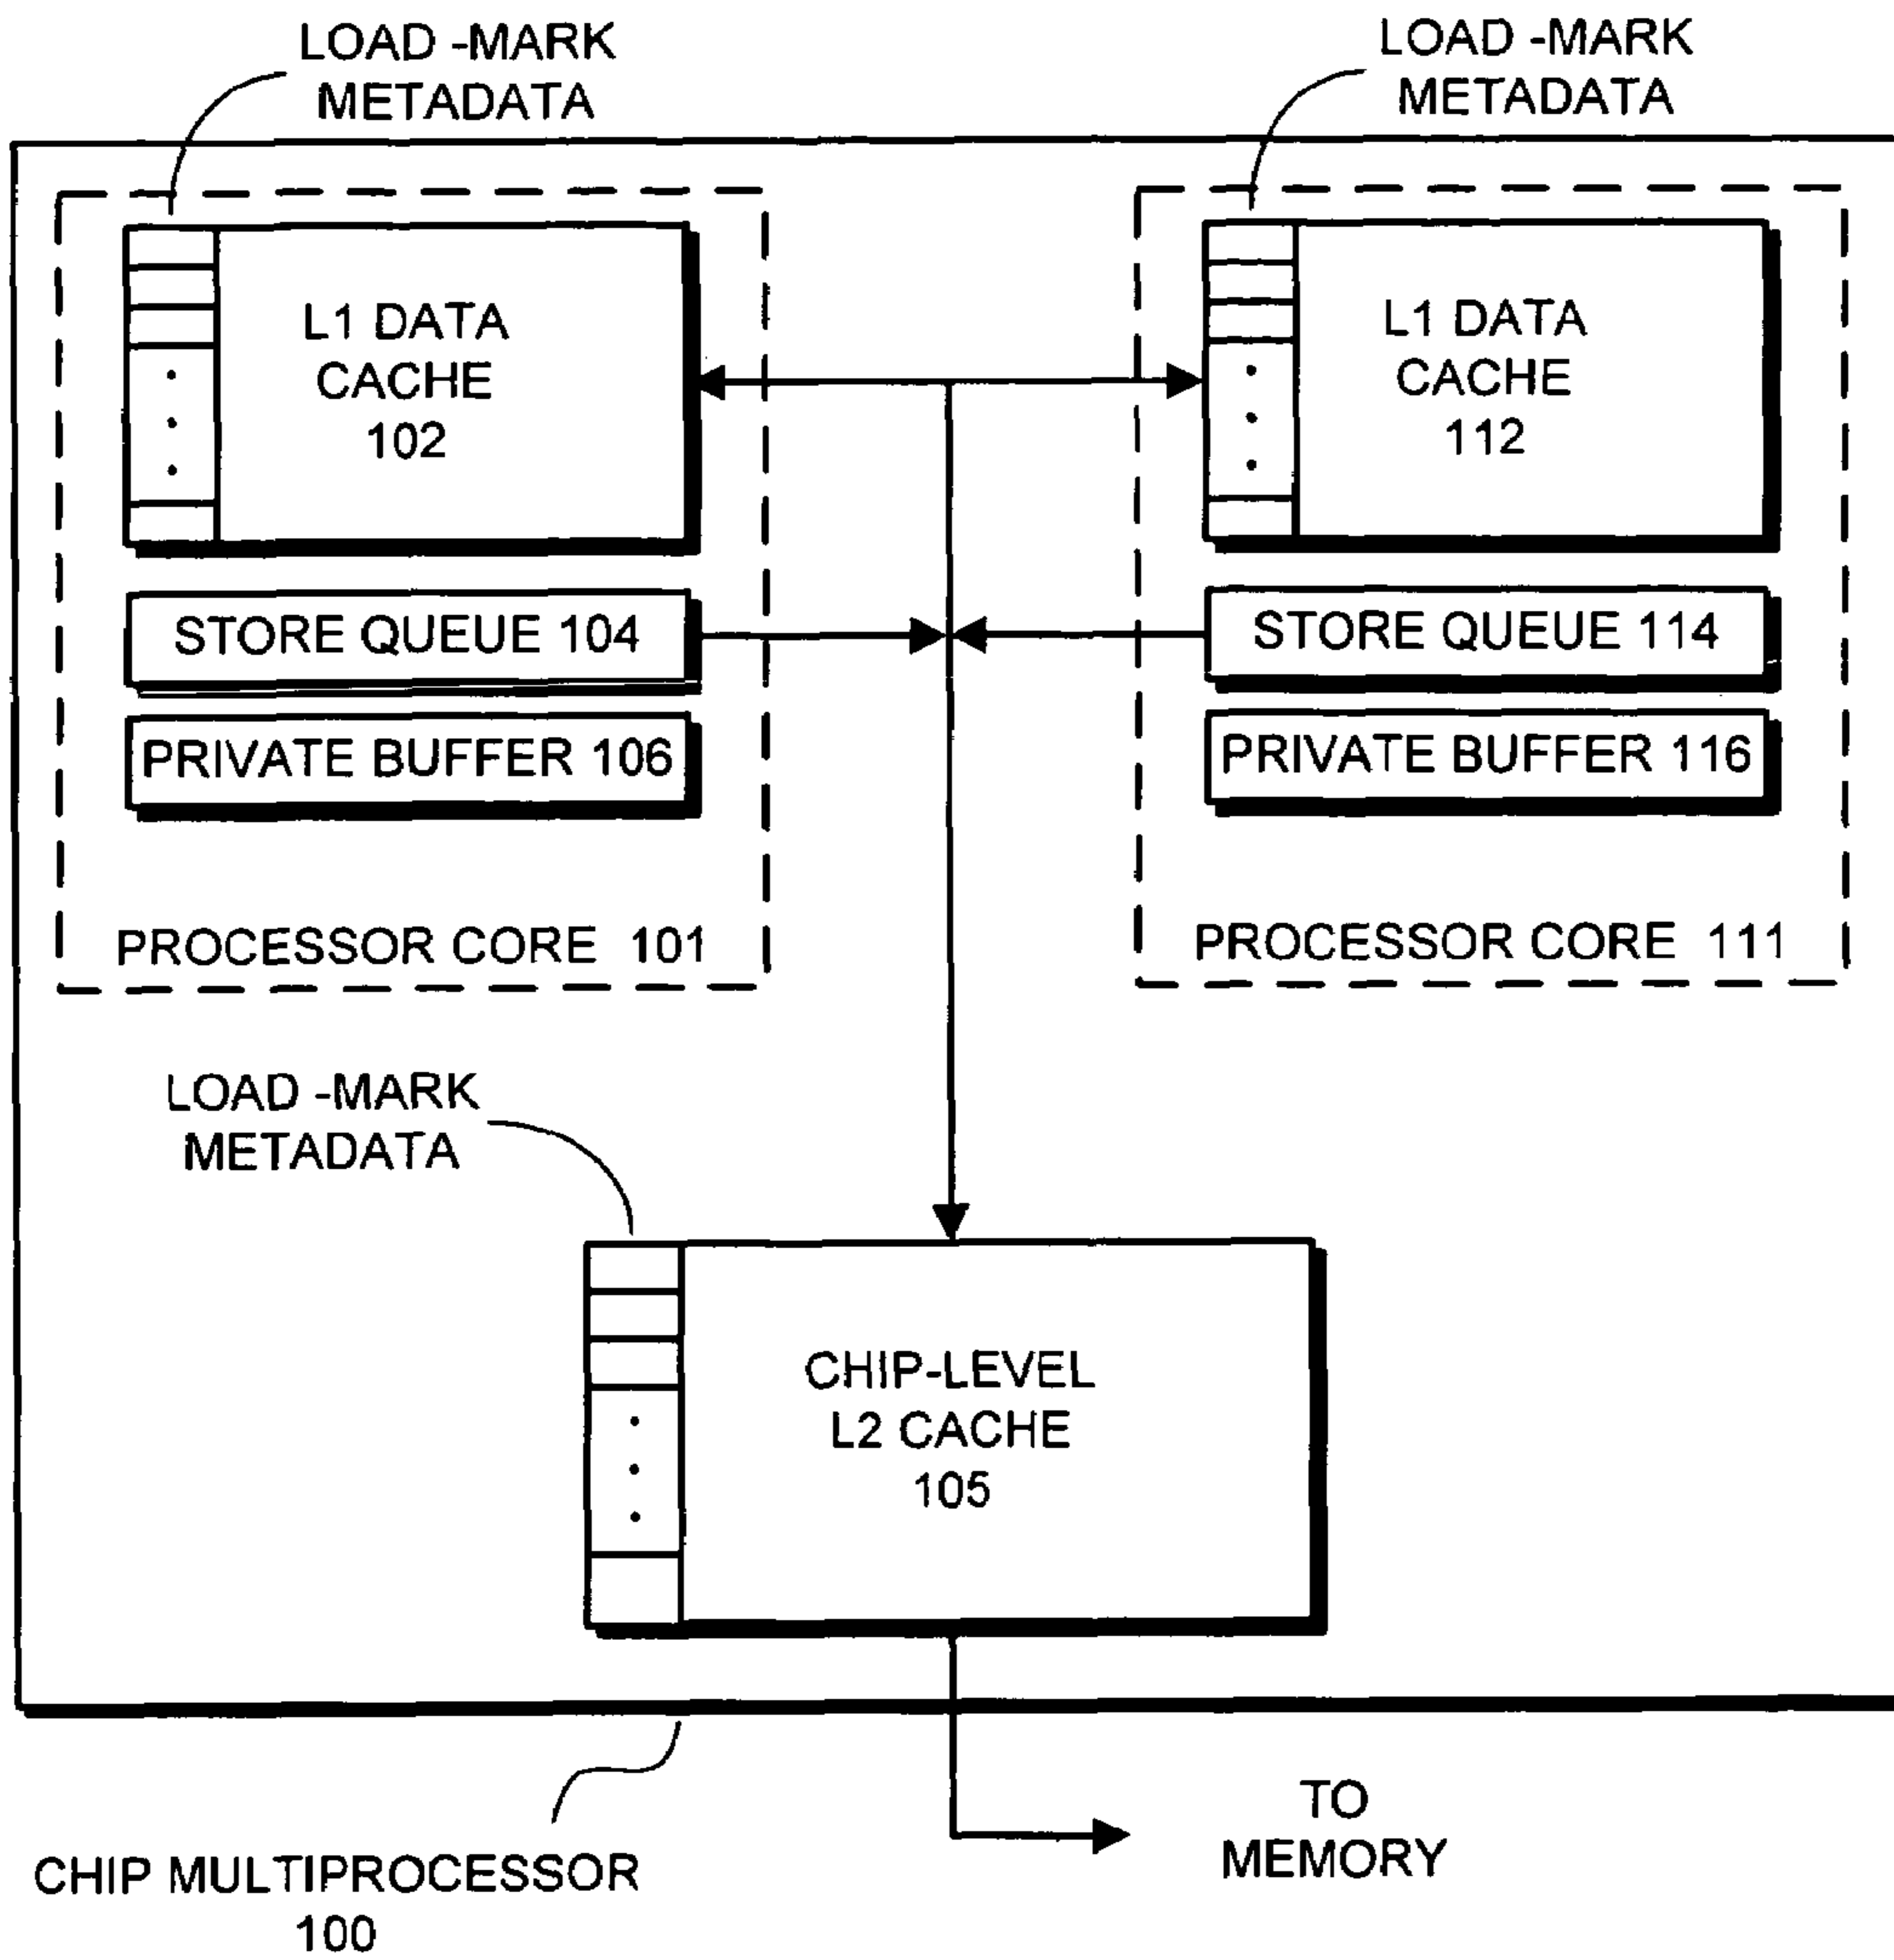 LOAD -MARK
METADATA
LOAD -MARK
METADATA
L1 DATA
CACHE
102
STORE QUEUE 104
PRIVATE BUFFER 106
PROCESSOR CORE 101
L1 DATA
CACHE
112
STORE QUEUE 114
PRIVATE BUFFER 116
PROCESSOR CORE 111
LOAD -MARK
METADATA
CHIP-LEVEL
L2 CACHE
105
CHIP MULTIPROCESSOR
100
TO
MEMORY